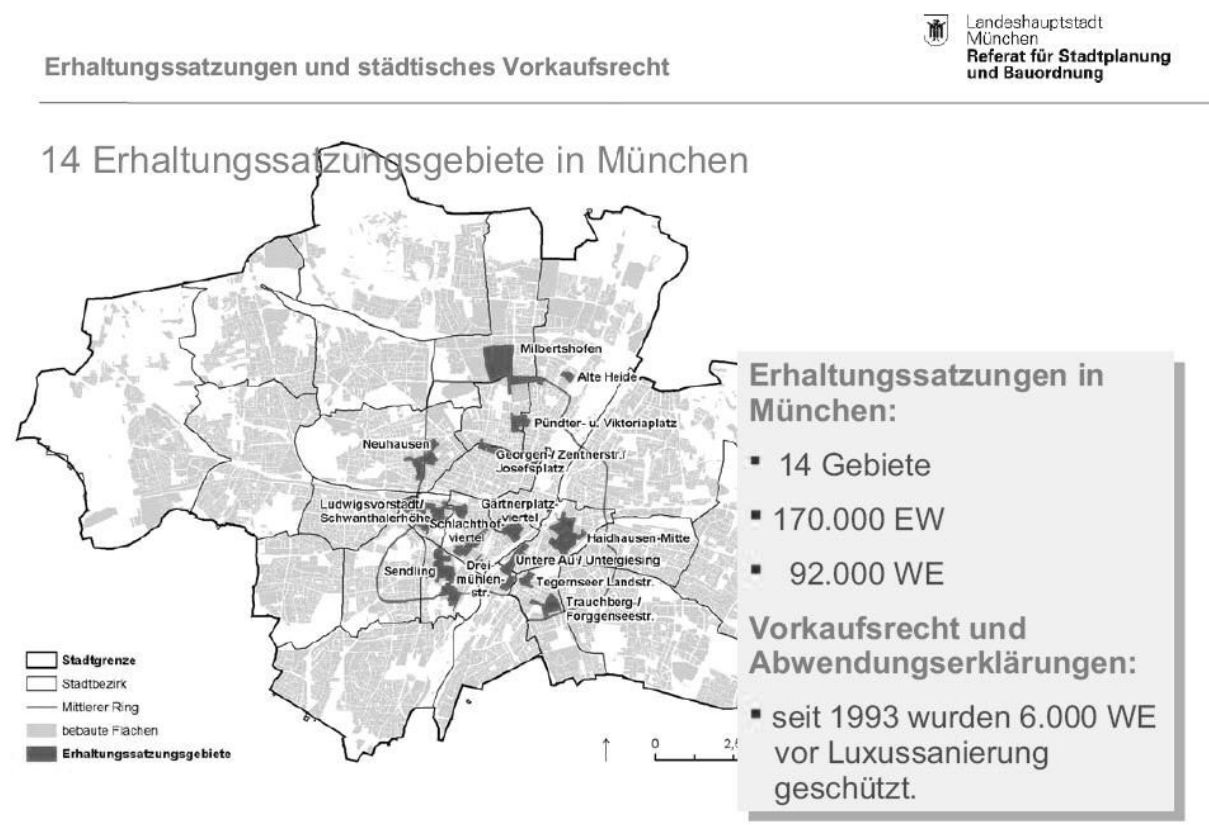 Landeshauptstadt
München
Referat für Stadtplanung
und Bauordnung
Erhaltungssatzungen und städtisches Vorkaufsrecht
14 Erhaltungssatzungsgebiete in München
Milbertshofen
Alte Heide
Pündter- u. Viktoriaplatz
Neuhausen
Georgen-/ Zentnerstr./
Josefsplatz
Ludwigsvorstadt/
Schwanthalerhöhe
Schlachthof-
viertel
Gärtnerplatz-
viertel
Haidhausen-Mitte
Untere Au / Untergiesing
Sendling
Drei-
mühlen-
str.
Tegernseer Landstr.
Trauchberg-/
Forggenseestr.
Stadtgrenze
Stadtbezirk
Mittlerer Ring
bebaute Flächen
Erhaltungssatzungsgebiete
0
2,5
Erhaltungssatzungen in
München:
▪ 14 Gebiete
▪ 170.000 EW
▪ 92.000 WE
Vorkaufsrecht und
Abwendungserklärungen:
▪ seit 1993 wurden 6.000 WE
vor Luxussanierung
geschützt.